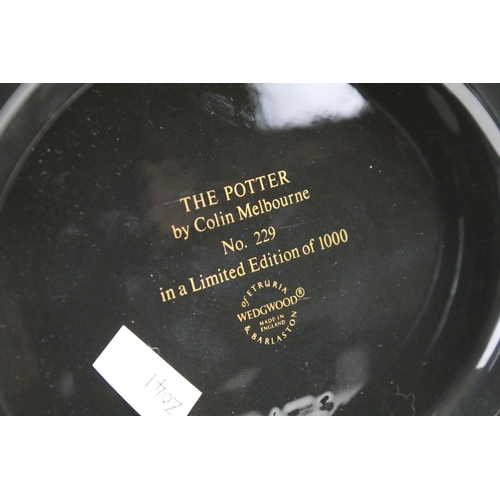 THE POTTER
by Colin Melbourne
No. 229
in a Limited Edition of 1000
of ETRURIA
WEDGWOOD®
MADE IN
ENGLAND
& BARLASTON
2041